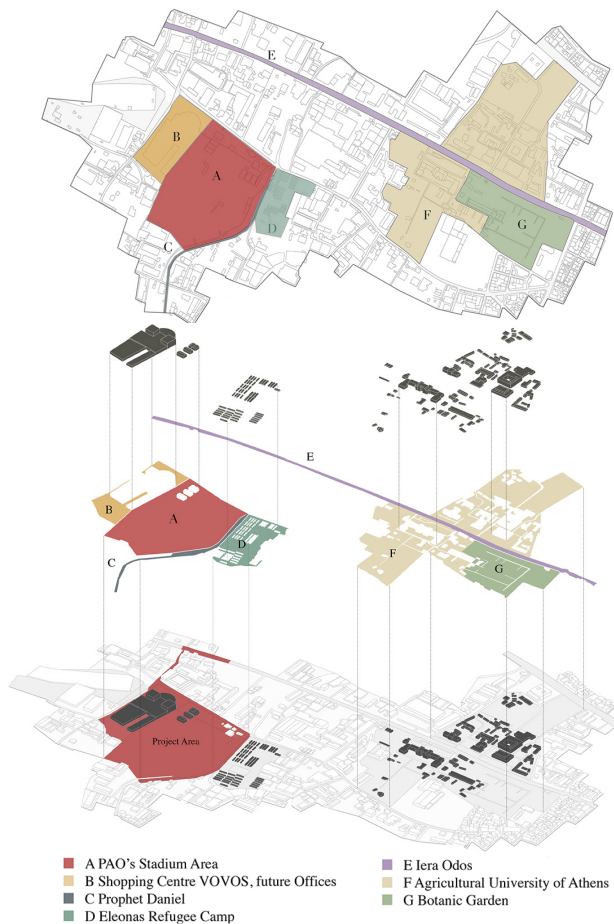 E
B
A
D
C
F
G
E
B
A
D
C
F
G
Project Area
A PAO's Stadium Area
B Shopping Centre VOVOS, future Offices
C Prophet Daniel
D Eleonas Refugee Camp
E Iera Odos
F Agricultural University of Athens
G Botanic Garden